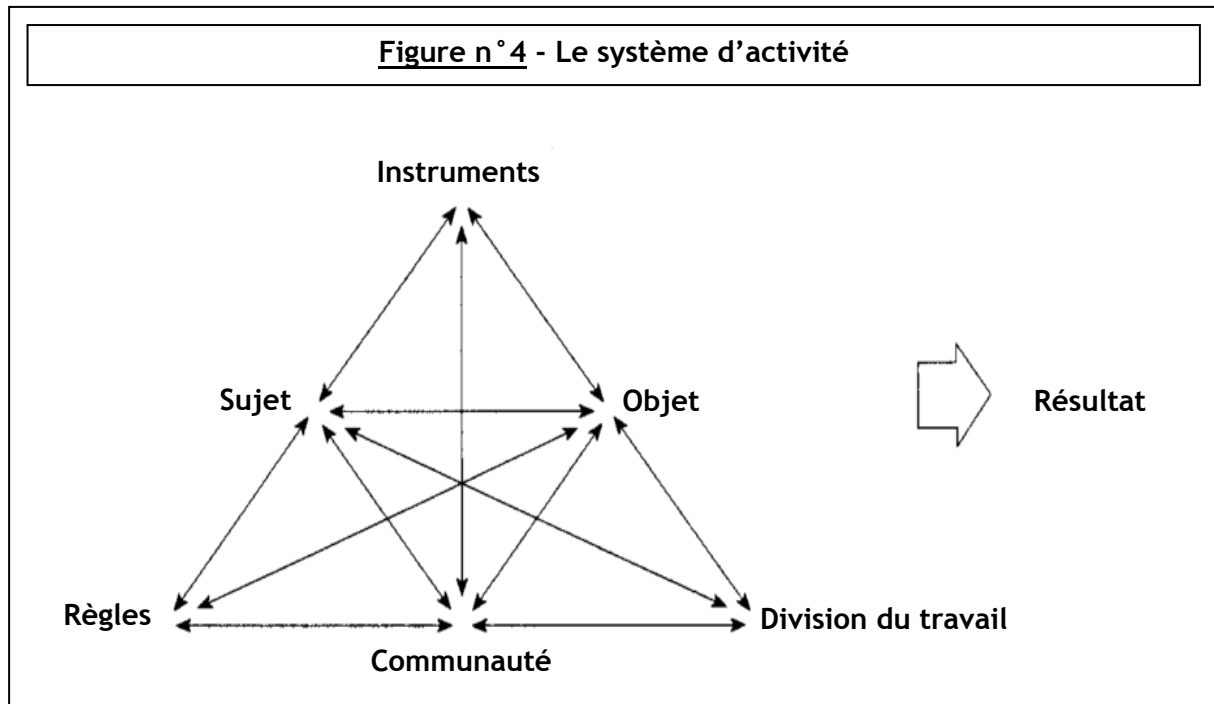 Figure n°4 - Le système d’activité
Instruments
Sujet
Objet
Résultat
Règles
Division du travail
Communauté